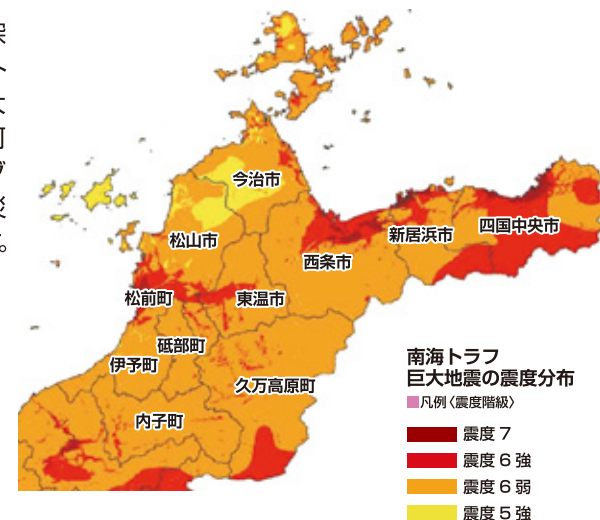 今治市
松山市
新居浜市
四国中央市
西条市
松前町
東温市
砥部町
伊予町
久万高原町
内子町
南海トラフ
巨大地震の震度分布
凡例〈震度階級〉
震度7
震度6強
震度6弱
震度5強